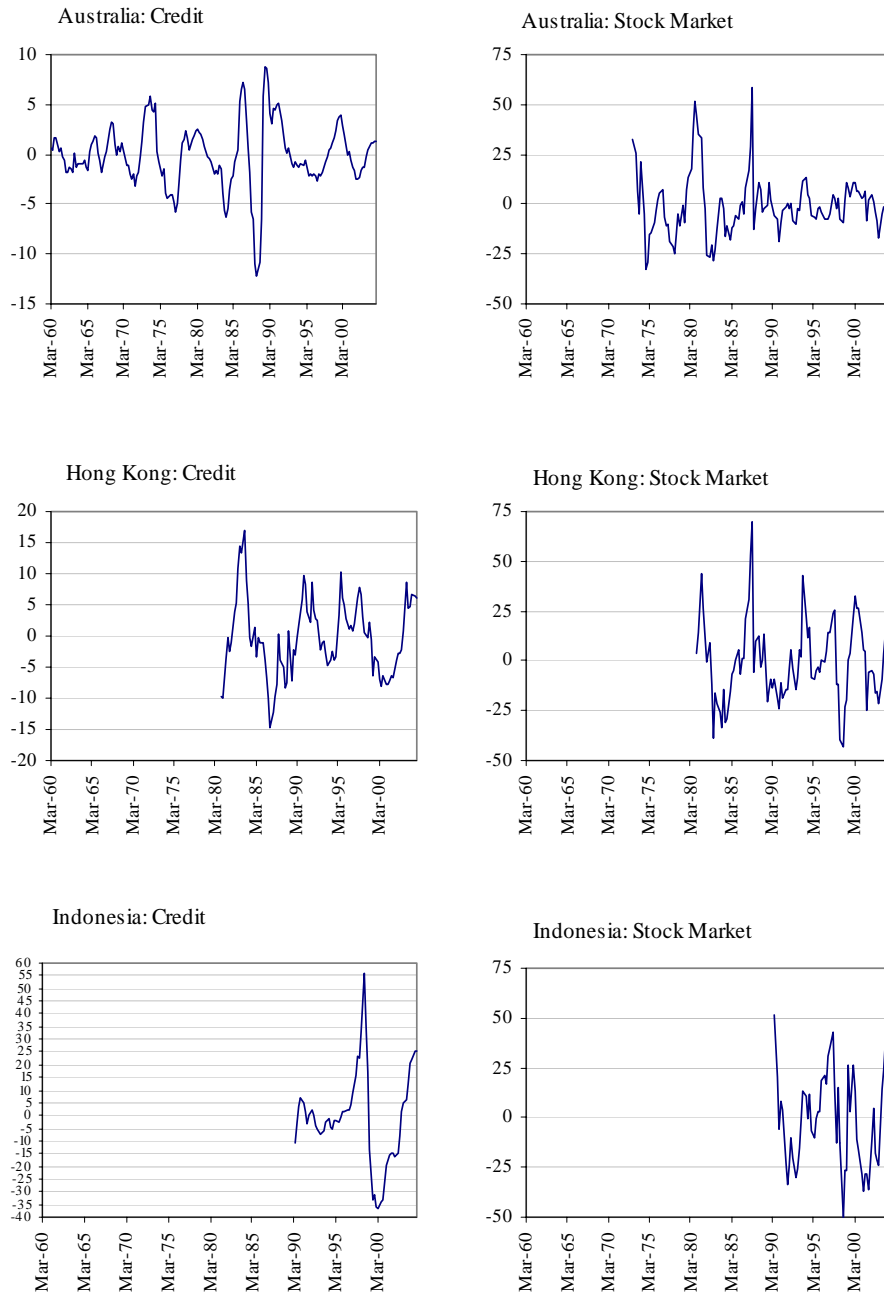 Australia: Credit
10
5
0
-5
-10
-15
Mar-60
Mar-65
Mar-70
Mar-75
Mar-80
Mar-85
Mar-90
Mar-95
Mar-00
Australia: Stock Market
75
50
25
0
-25
-50
Mar-60
Mar-65
Mar-70
Mar-75
Mar-80
Mar-85
Mar-90
Mar-95
Mar-00
Hong Kong: Credit
20
15
10
5
0
-5
-10
-15
-20
Mar-60
Mar-65
Mar-70
Mar-75
Mar-80
Mar-85
Mar-90
Mar-95
Mar-00
Hong Kong: Stock Market
75
50
25
0
-25
-50
Mar-60
Mar-65
Mar-70
Mar-75
Mar-80
Mar-85
Mar-90
Mar-95
Mar-00
Indonesia: Credit
60
55
50
45
40
35
30
25
20
15
10
5
0
-5
-10
-15
-20
-25
-30
-35
-40
Mar-60
Mar-65
Mar-70
Mar-75
Mar-80
Mar-85
Mar-90
Mar-95
Mar-00
Indonesia: Stock Market
75
50
25
0
-25
-50
Mar-60
Mar-65
Mar-70
Mar-75
Mar-80
Mar-85
Mar-90
Mar-95
Mar-00